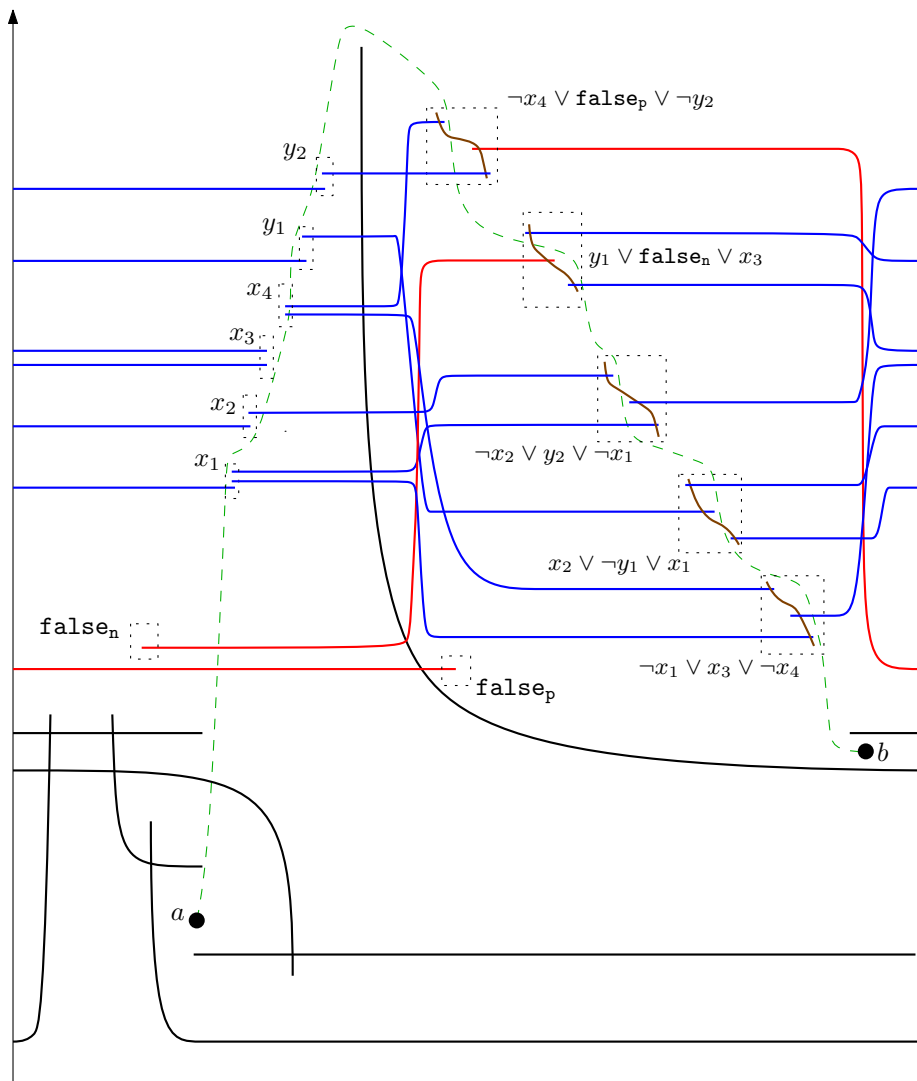 ¬x₄ ∨ falseₚ ∨ ¬y₂
y₂
y₁
y₁ ∨ falseₙ ∨ x₃
x₄
x₃
x₂
¬x₂ ∨ y₂ ∨ ¬x₁
x₁
x₂ ∨ ¬y₁ ∨ x₁
falseₙ
¬x₁ ∨ x₃ ∨ ¬x₄
falseₚ
b
a